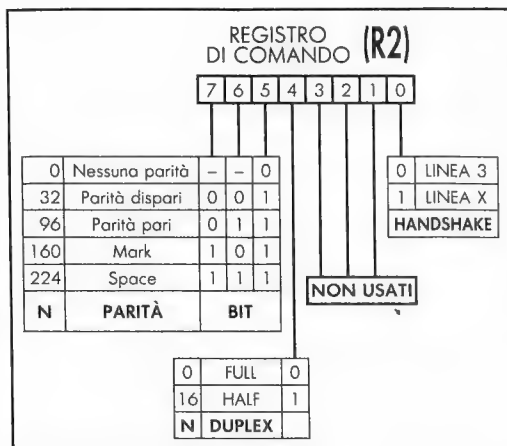 REGISTRO
DI COMANDO (R2)
7 6 5 4 3 2 1 0
0 Nessuna parità – – 0
32 Parità dispari 0 0 1
96 Parità pari 0 1 1
160 Mark 1 0 1
224 Space 1 1 1
N PARITÀ BIT
0 LINEA 3
1 LINEA X
HANDSHAKE
NON USATI
0 FULL 0
16 HALF 1
N DUPLEX